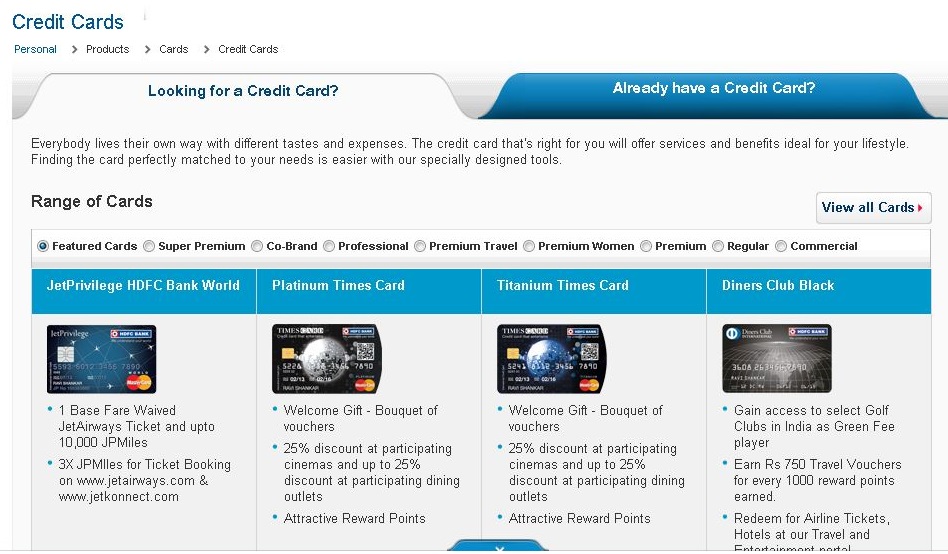 Credit Cards
Personal > Products > Cards > Credit Cards
Looking for a Credit Card?
Already have a Credit Card?
Everybody lives their own way with different tastes and expenses. The credit card that's right for you will offer services and benefits ideal for your lifestyle.
Finding the card perfectly matched to your needs is easier with our specially designed tools.
Range of Cards
View all Cards
Featured Cards Super Premium Co-Brand Professional Premium Travel Premium Women Premium Regular Commercial
JetPrivilege HDFC Bank World
JetPrivilege HDFC BANK
RAVI SHANKAR
MasterCard
• 1 Base Fare Waived
JetAirways Ticket and upto
10,000 JPMiles
• 3X JPMIles for Ticket Booking
on www.jetairways.com &
www.jetkonnect.com
Platinum Times Card
TIMES CARD HDFC BANK
02/13 02/16
RAVI SHANKAR
MasterCard
• Welcome Gift - Bouquet of
vouchers
• 25% discount at participating
cinemas and up to 25%
discount at participating dining
outlets
• Attractive Reward Points
Titanium Times Card
TIMES CARD HDFC BANK
02/13 02/16
RAVI SHANKAR
MasterCard
• Welcome Gift - Bouquet of
vouchers
• 25% discount at participating
cinemas and up to 25%
discount at participating dining
outlets
• Attractive Reward Points
Diners Club Black
Diners Club HDFC BANK
INTERNATIONAL
RAVI SHANKAR
• Gain access to select Golf
Clubs in India as Green Fee
player
• Earn Rs 750 Travel Vouchers
for every 1000 reward points
earned.
• Redeem for Airline Tickets,
Hotels at our Travel and
Entertainment portal